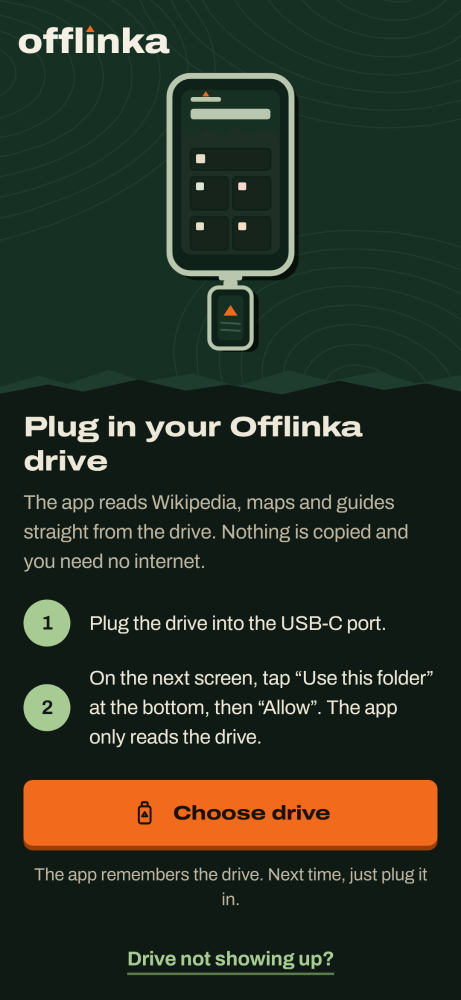 offlinka
Plug in your Offlinka
drive
The app reads Wikipedia, maps and guides
straight from the drive. Nothing is copied and
you need no internet.
1
Plug the drive into the USB-C port.
On the next screen, tap “Use this folder”
2
at the bottom, then “Allow”. The app
only reads the drive.
Choose drive
The app remembers the drive. Next time, just plug it
in.
Drive not showing up?